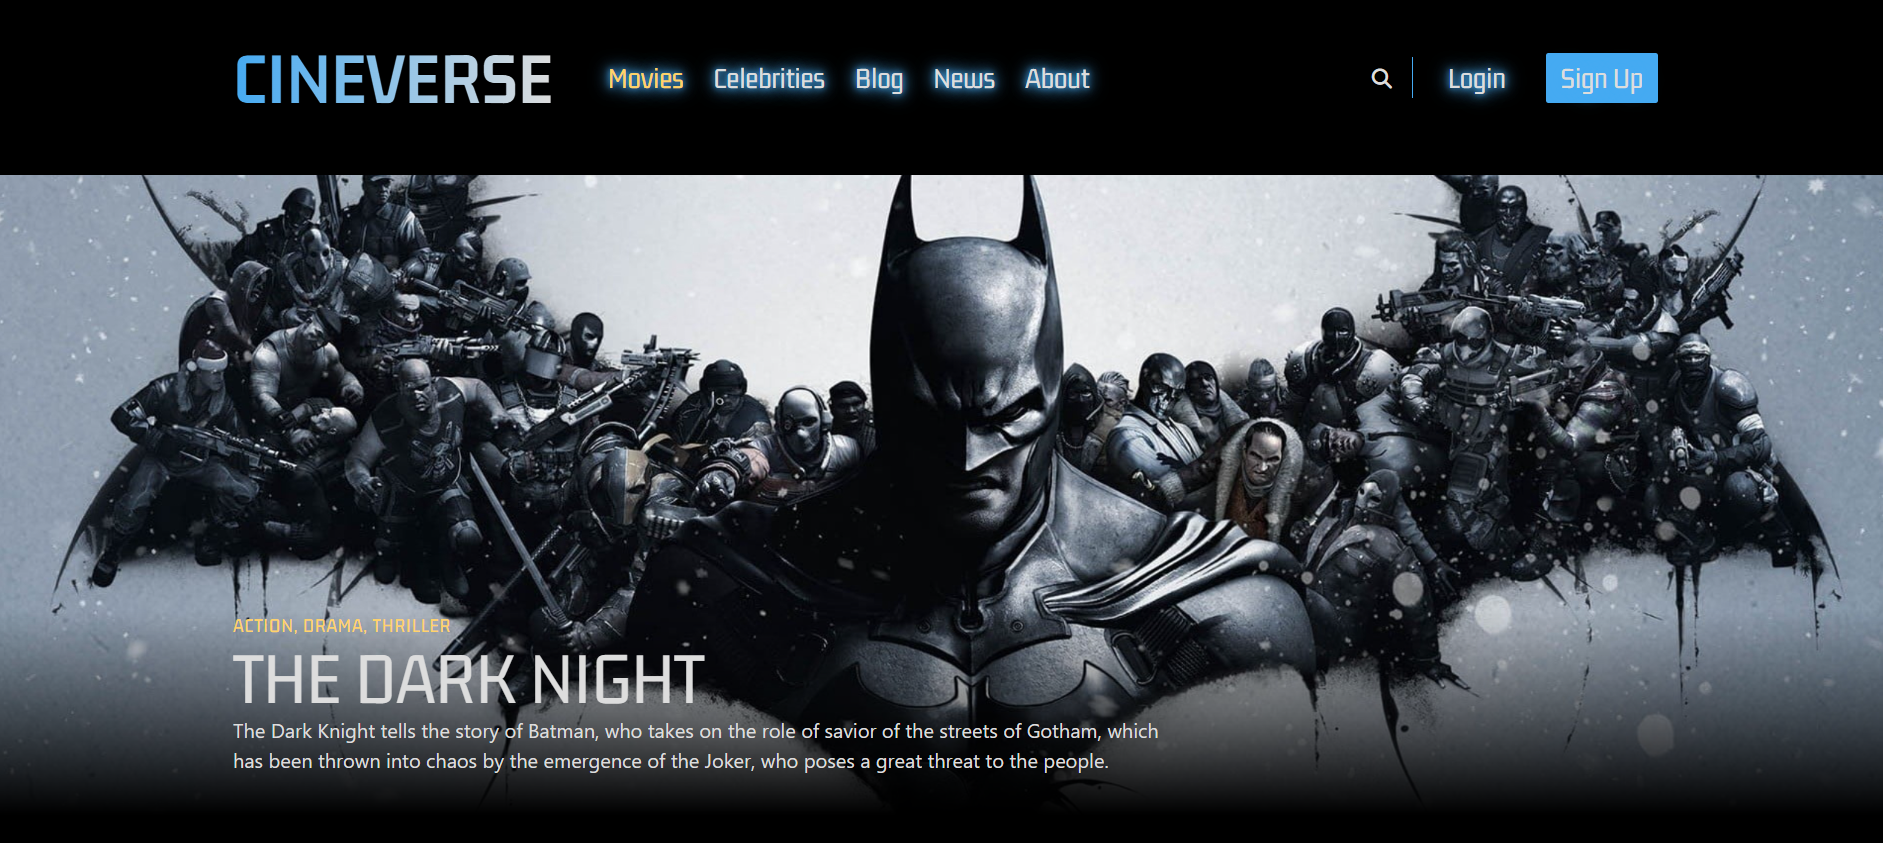 CINEVERSE
Movies Celebrities Blog News About
Login Sign Up
ACTION, DRAMA, THRILLER
THE DARK NIGHT
The Dark Knight tells the story of Batman, who takes on the role of savior of the streets of Gotham, which
has been thrown into chaos by the emergence of the Joker, who poses a great threat to the people.